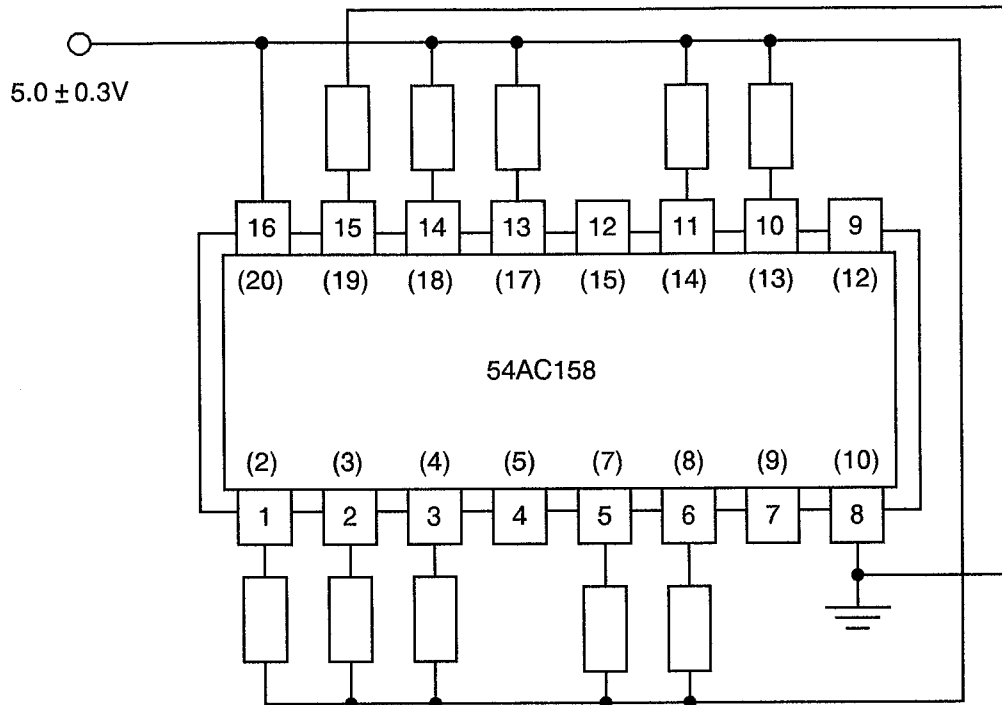 5.0 ± 0.3V
16 15 14 13 12 11 10 9
(20) (19) (18) (17) (15) (14) (13) (12)
54AC158
(2) (3) (4) (5) (7) (8) (9) (10)
1 2 3 4 5 6 7 8